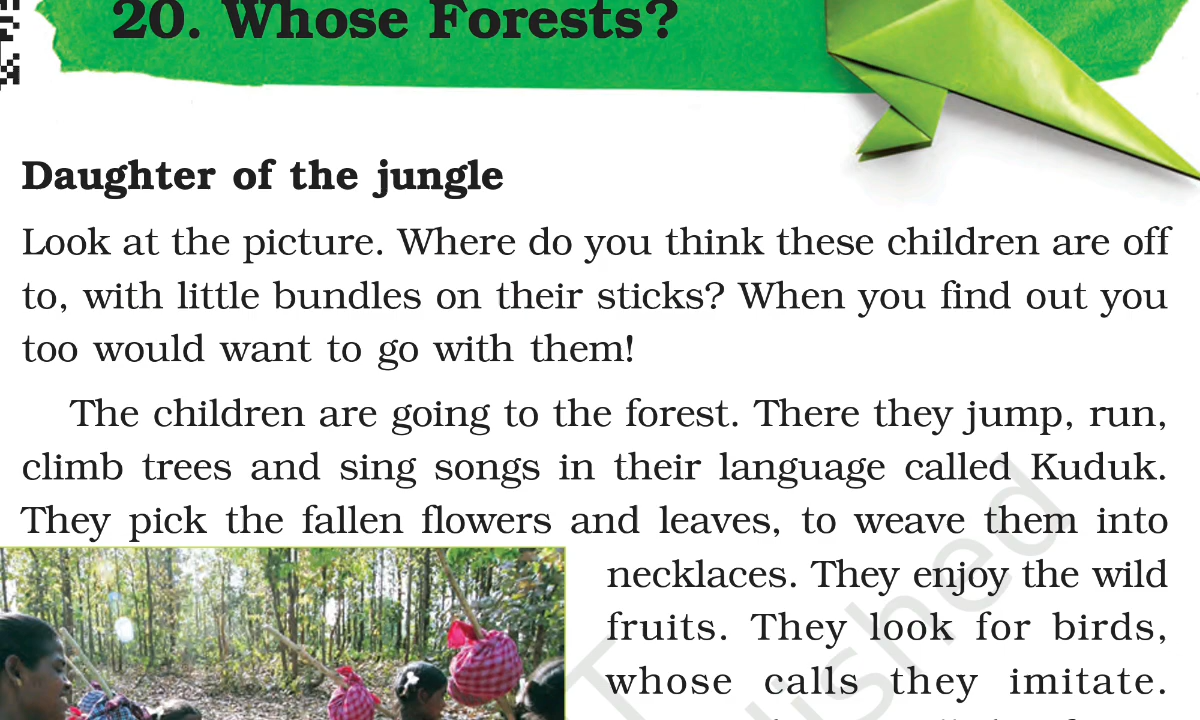 20. Whose Forests?
Daughter of the jungle
Look at the picture. Where do you think these children are off
to, with little bundles on their sticks? When you find out you
too would want to go with them!
The children are going to the forest. There they jump, run,
climb trees and sing songs in their language called Kuduk.
They pick the fallen flowers and leaves, to weave them into
necklaces. They enjoy the wild
fruits. They look for birds,
whose calls they imitate.